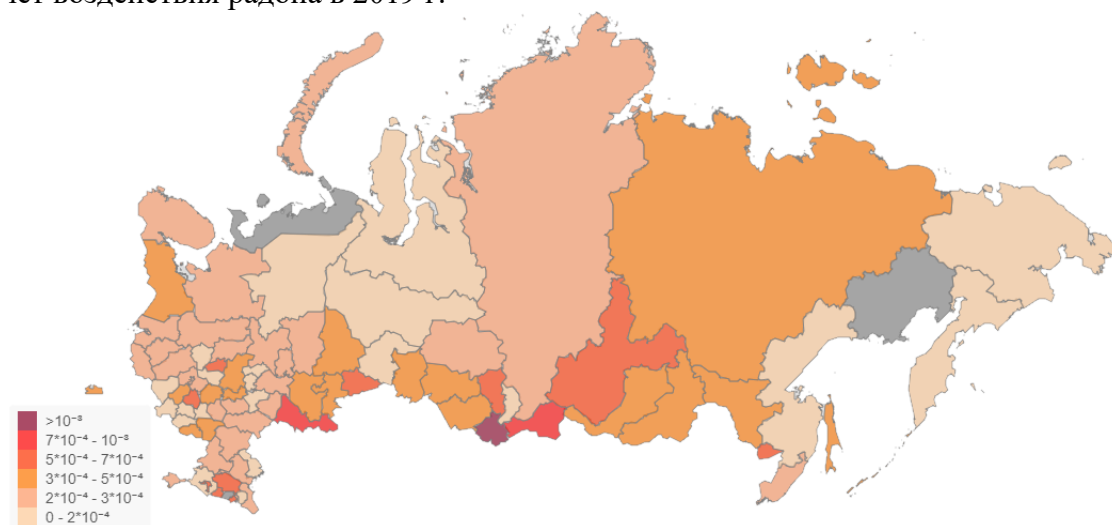 воздействия радона в 2019 г.
>10⁻³
7*10⁻⁴ - 10⁻³
5*10⁻⁴ - 7*10⁻⁴
3*10⁻⁴ - 5*10⁻⁴
2*10⁻⁴ - 3*10⁻⁴
0 - 2*10⁻⁴